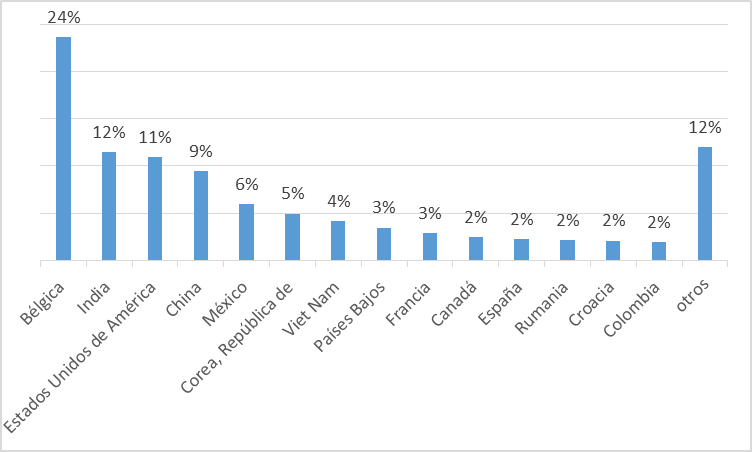 24%
12%
11%
9%
6%
5%
4%
3%
3%
2%
2%
2%
2%
2%
12%
Bélgica
India
Estados Unidos de América
China
México
Corea, República de
Viet Nam
Países Bajos
Francia
Canadá
España
Rumania
Croacia
Colombia
otros